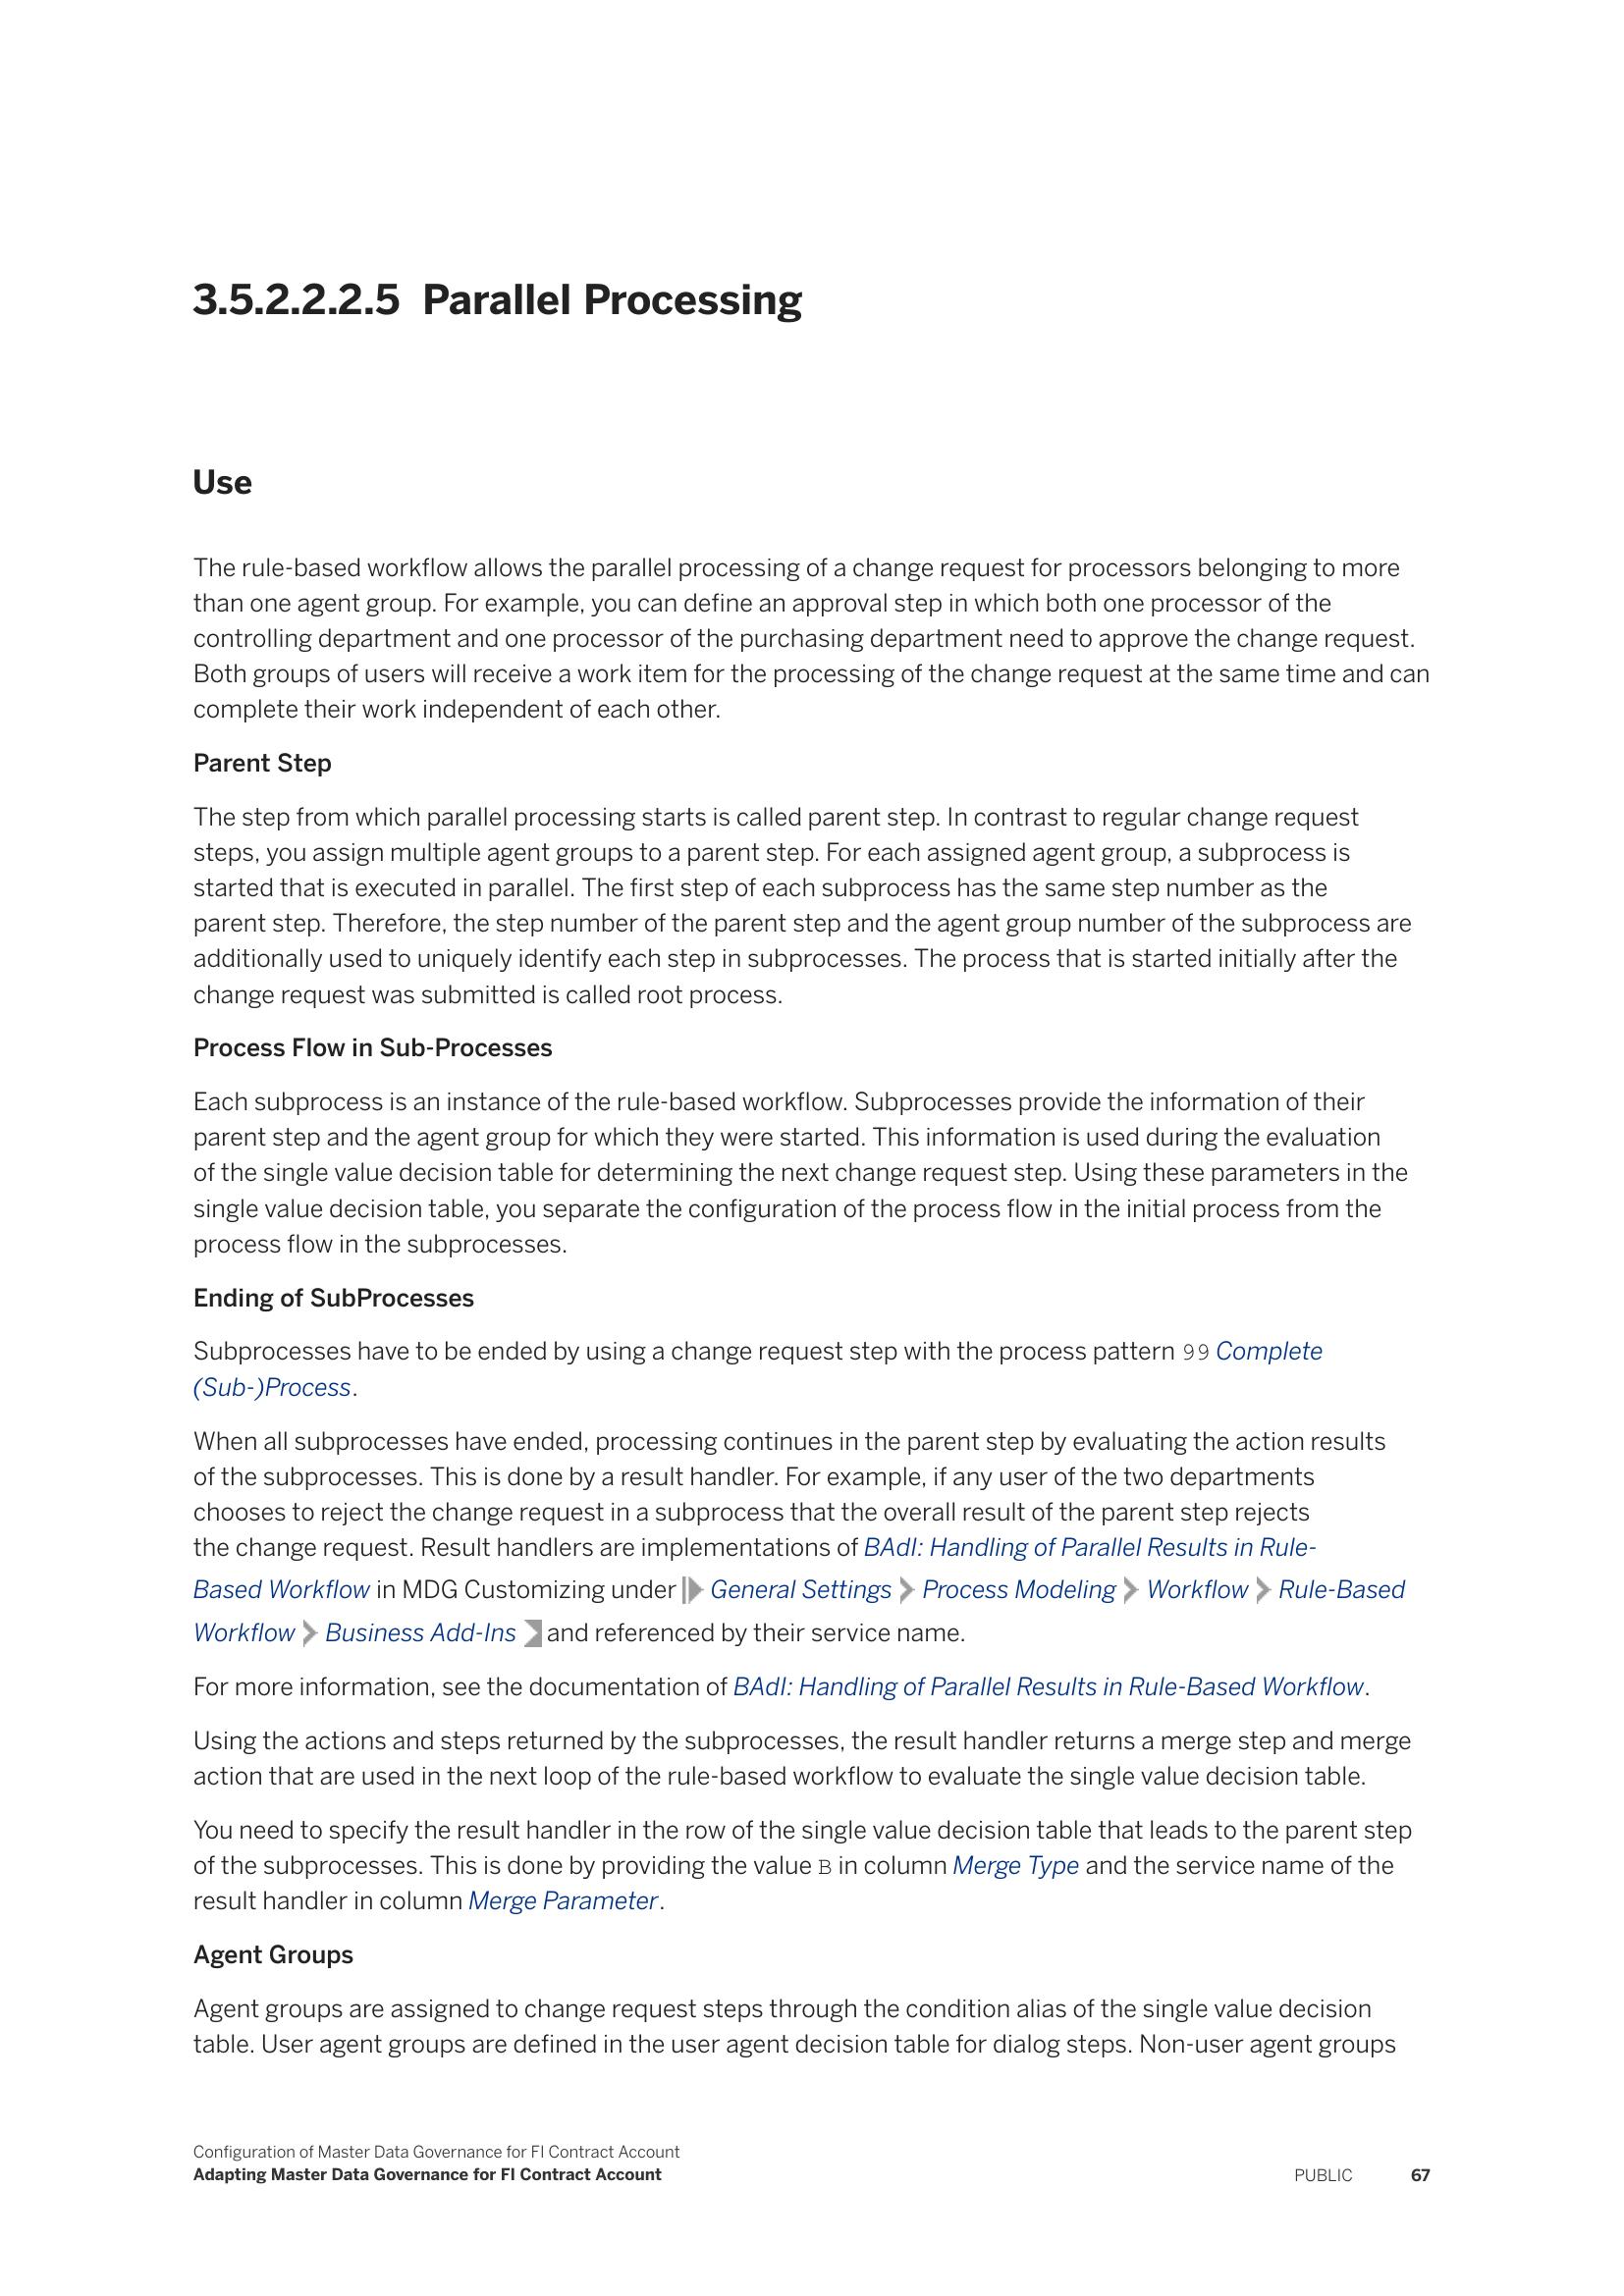 3.5.2.2.2.5 Parallel Processing
Use
The rule-based workflow allows the parallel processing of a change request for processors belonging to more
than one agent group. For example, you can define an approval step in which both one processor of the
controlling department and one processor of the purchasing department need to approve the change request.
Both groups of users will receive a work item for the processing of the change request at the same time and can
complete their work independent of each other.
Parent Step
The step from which parallel processing starts is called parent step. In contrast to regular change request
steps, you assign multiple agent groups to a parent step. For each assigned agent group, a subprocess is
started that is executed in parallel. The first step of each subprocess has the same step number as the
parent step. Therefore, the step number of the parent step and the agent group number of the subprocess are
additionally used to uniquely identify each step in subprocesses. The process that is started initially after the
change request was submitted is called root process.
Process Flow in Sub-Processes
Each subprocess is an instance of the rule-based workflow. Subprocesses provide the information of their
parent step and the agent group for which they were started. This information is used during the evaluation
of the single value decision table for determining the next change request step. Using these parameters in the
single value decision table, you separate the configuration of the process flow in the initial process from the
process flow in the subprocesses.
Ending of SubProcesses
Subprocesses have to be ended by using a change request step with the process pattern 99 Complete
(Sub-)Process.
When all subprocesses have ended, processing continues in the parent step by evaluating the action results
of the subprocesses. This is done by a result handler. For example, if any user of the two departments
chooses to reject the change request in a subprocess that the overall result of the parent step rejects
the change request. Result handlers are implementations of BAdI: Handling of Parallel Results in Rule-
Based Workflow in MDG Customizing under General Settings Process Modeling Workflow Rule-Based
Workflow Business Add-Ins and referenced by their service name.
For more information, see the documentation of BAdI: Handling of Parallel Results in Rule-Based Workflow.
Using the actions and steps returned by the subprocesses, the result handler returns a merge step and merge
action that are used in the next loop of the rule-based workflow to evaluate the single value decision table.
You need to specify the result handler in the row of the single value decision table that leads to the parent step
of the subprocesses. This is done by providing the value B in column Merge Type and the service name of the
result handler in column Merge Parameter.
Agent Groups
Agent groups are assigned to change request steps through the condition alias of the single value decision
table. User agent groups are defined in the user agent decision table for dialog steps. Non-user agent groups
Configuration of Master Data Governance for FI Contract Account
Adapting Master Data Governance for FI Contract Account
PUBLIC 67